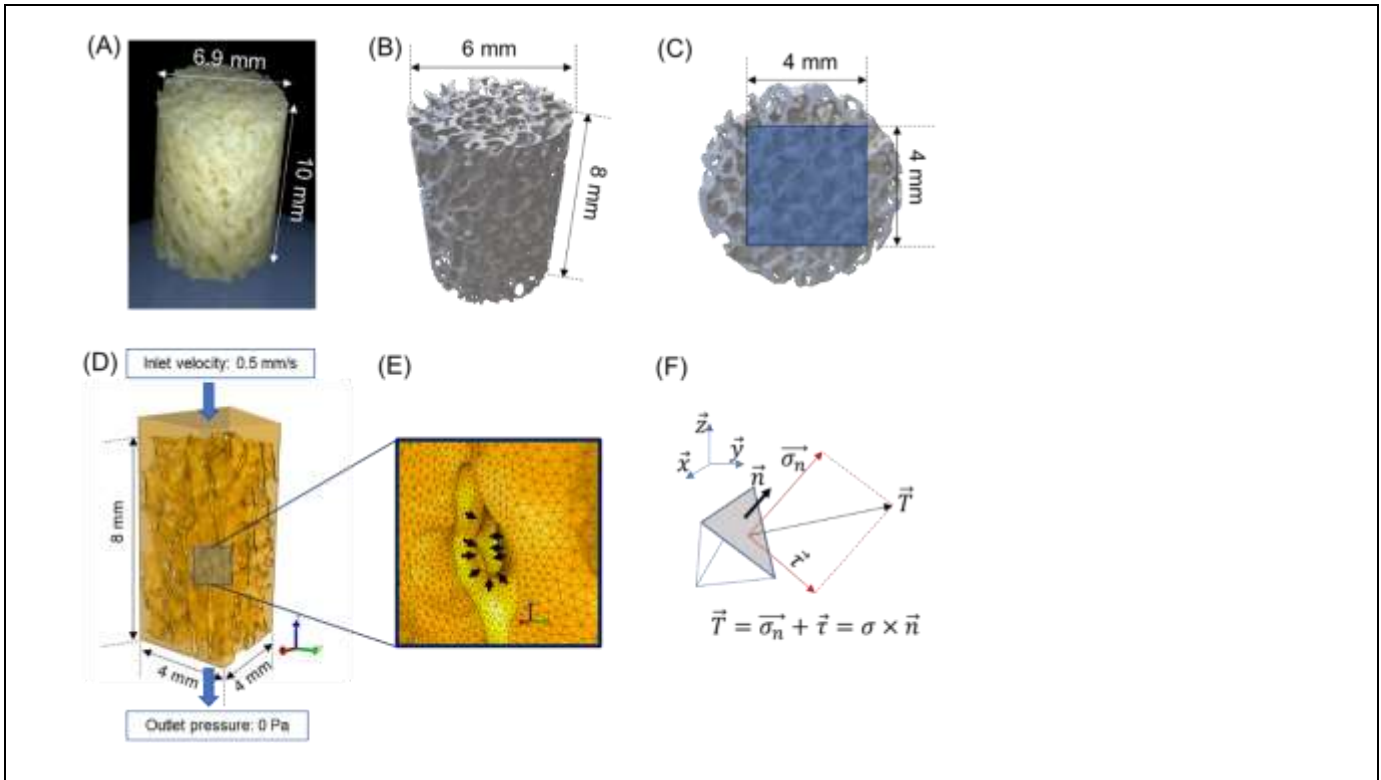 (A)
6.9 mm
10 mm
(B)
6 mm
8 mm
(C)
4 mm
4 mm
(D)
Inlet velocity: 0.5 mm/s
8 mm
4 mm
4 mm
Outlet pressure: 0 Pa
(E)
(F)
z⃗
y⃗
x⃗
n⃗
σₙ⃗
T⃗
τ⃗
T⃗ = σₙ⃗ + τ⃗ = σ × n⃗